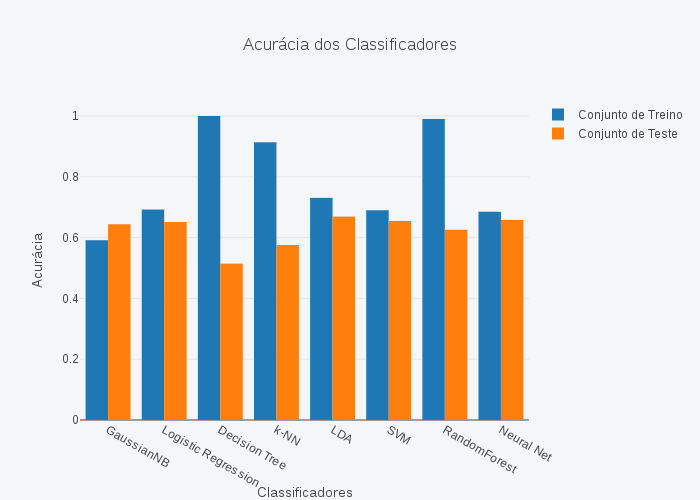 Acurácia dos Classificadores
Conjunto de Treino
Conjunto de Teste
Acurácia
1
0.8
0.6
0.4
0.2
0
GaussianNB
Logistic Regression
Decision Tree
k-NN
LDA
SVM
RandomForest
Neural Net
Classificadores